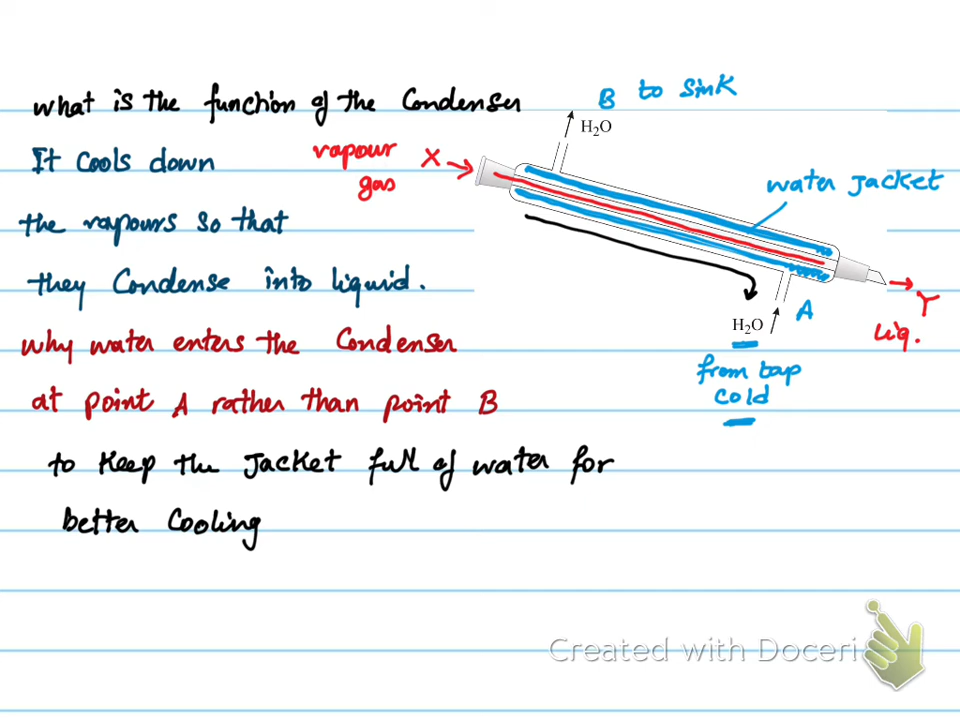 What is the function of the Condenser
It Cools down
the vapours so that
they Condense into liquid.
why water enters the Condenser
at point A rather than point B
to Keep the Jacket full of water for
better Cooling
B to sink
H₂O
vapour X
gas
water jacket
A
H₂O
from tap
cold
Y
Liq.
Created with Doceri